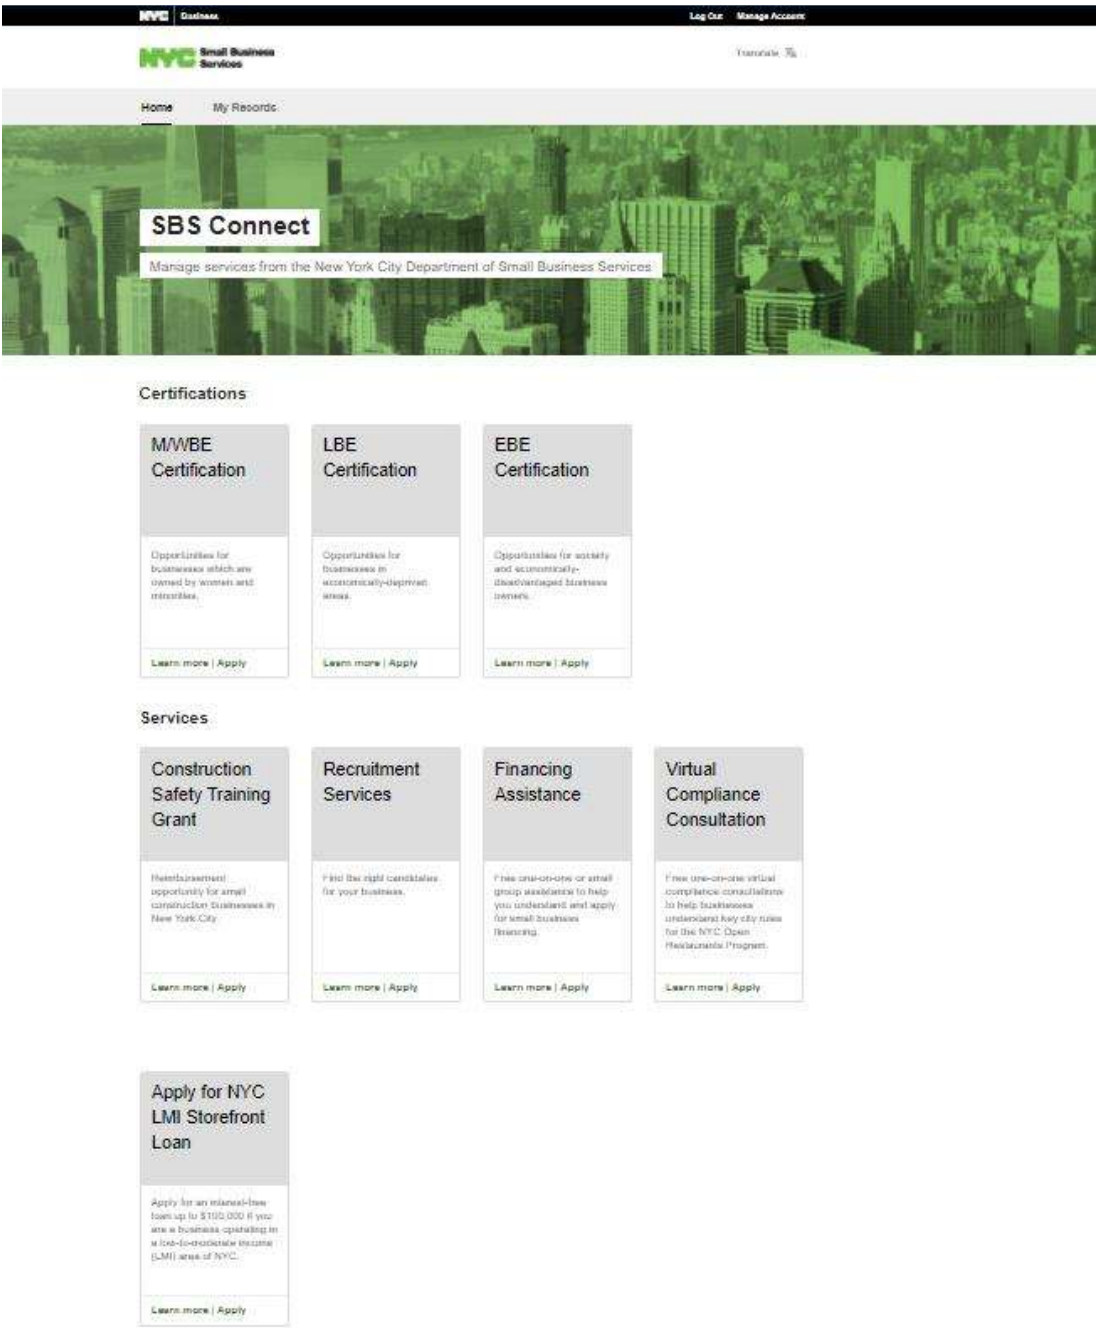 NYC Business Log Out Manage Account
NYC Small Business
Services
Translate
Home My Records
SBS Connect
Manage services from the New York City Department of Small Business Services
Certifications
M/WBE
Certification
Opportunities for
businesses which are
owned by women and
minorities.
Learn more | Apply
LBE
Certification
Opportunities for
businesses in
economically-deprived
areas.
Learn more | Apply
EBE
Certification
Opportunities for socially
and economically-
disadvantaged business
owners.
Learn more | Apply
Services
Construction
Safety Training
Grant
Reimbursement
opportunity for small
construction businesses in
New York City
Learn more | Apply
Recruitment
Services
Find the right candidates
for your business.
Learn more | Apply
Financing
Assistance
Free one-on-one or small
group assistance to help
you understand and apply
for small business
financing.
Learn more | Apply
Virtual
Compliance
Consultation
Free one-on-one virtual
compliance consultations
to help businesses
understand key city rules
for the NYC Open
Restaurants Program.
Learn more | Apply
Apply for NYC
LMI Storefront
Loan
Apply for an interest-free
loan up to $100,000 if you
are a business operating in
a low-to-moderate income
(LMI) area of NYC.
Learn more | Apply